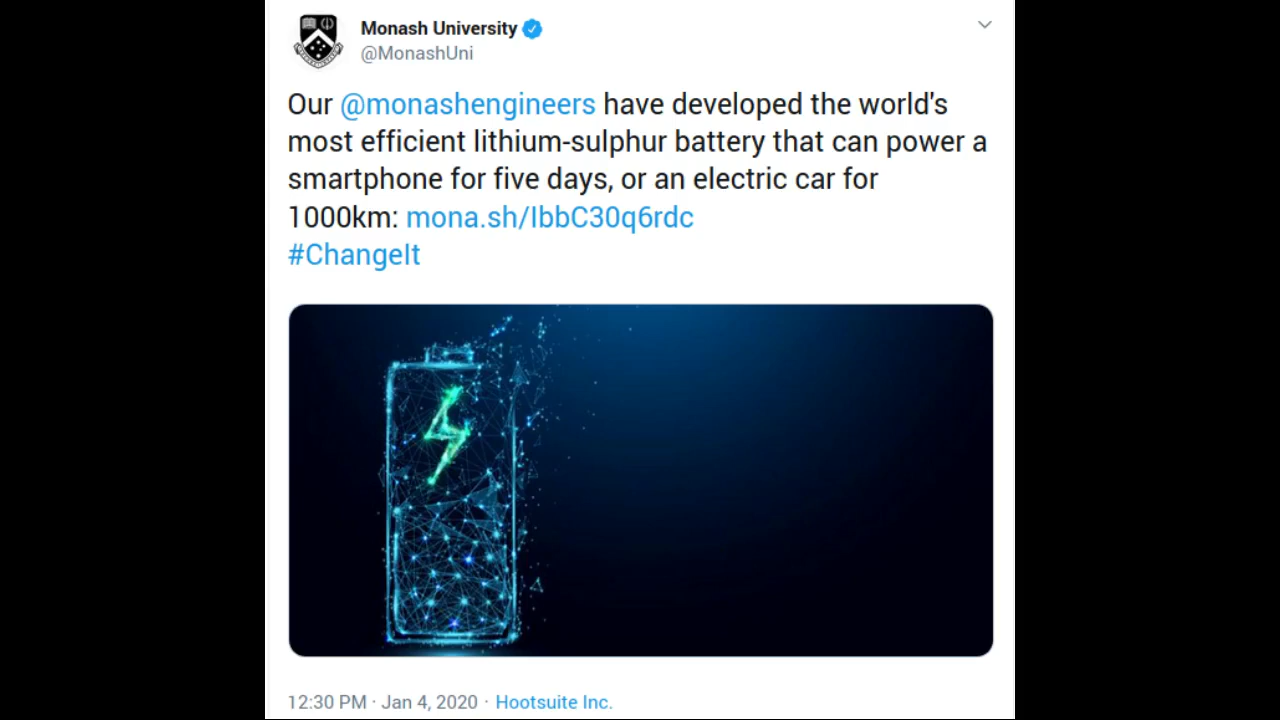 Monash University
@MonashUni
Our @monashengineers have developed the world's
most efficient lithium-sulphur battery that can power a
smartphone for five days, or an electric car for
1000km: mona.sh/IbbC30q6rdc
#ChangeIt
12:30 PM · Jan 4, 2020 · Hootsuite Inc.